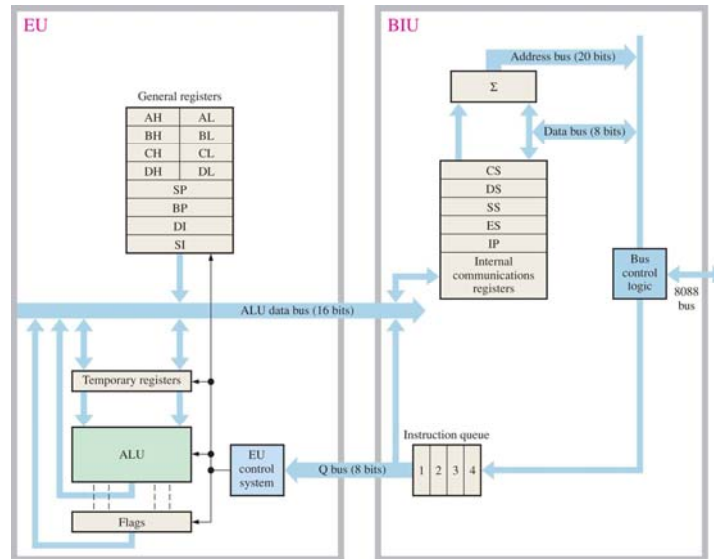 EU
General registers
AH AL
BH BL
CH CL
DH DL
SP
BP
DI
SI
ALU data bus (16 bits)
Temporary registers
ALU
EU
control
system
Flags
Q bus (8 bits)
BIU
Address bus (20 bits)
Σ
Data bus (8 bits)
CS
DS
SS
ES
IP
Internal
communications
registers
Bus
control
logic
8088
bus
Instruction queue
1 2 3 4